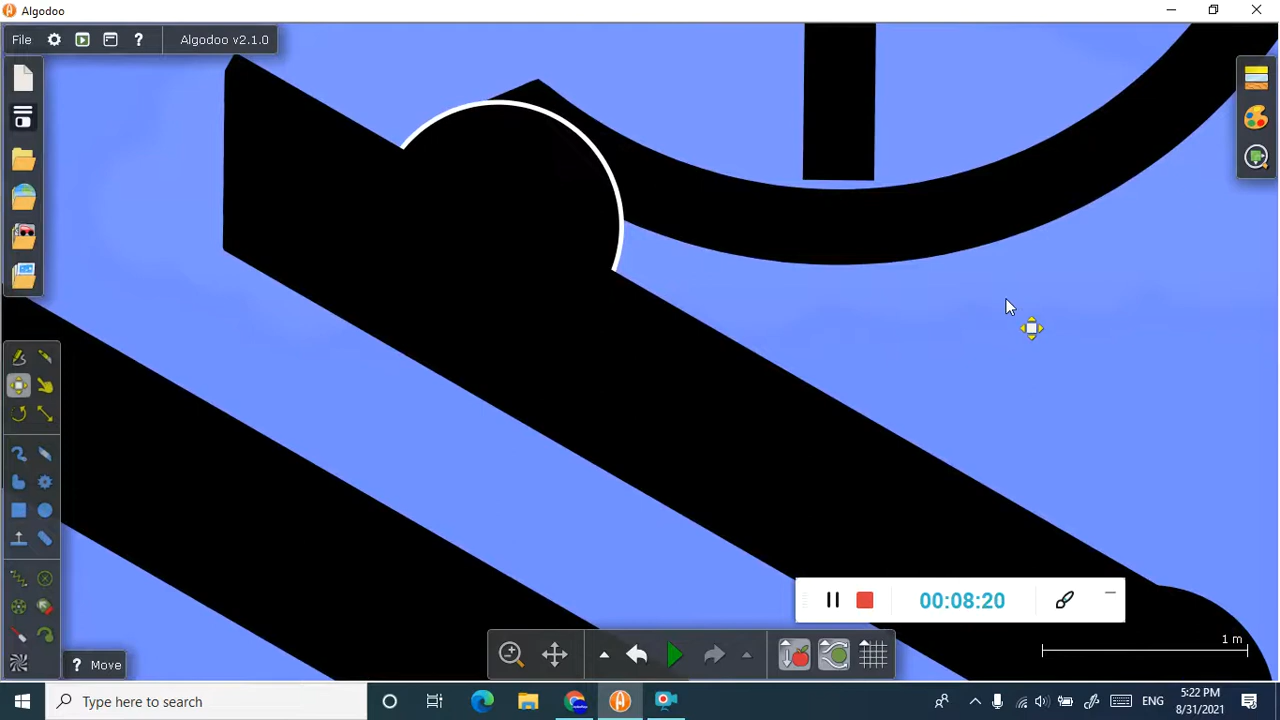 Algodoo
File
?
Algodoo v2.1.0
00:08:20
1 m
? Move
Type here to search
ENG
5:22 PM
8/31/2021